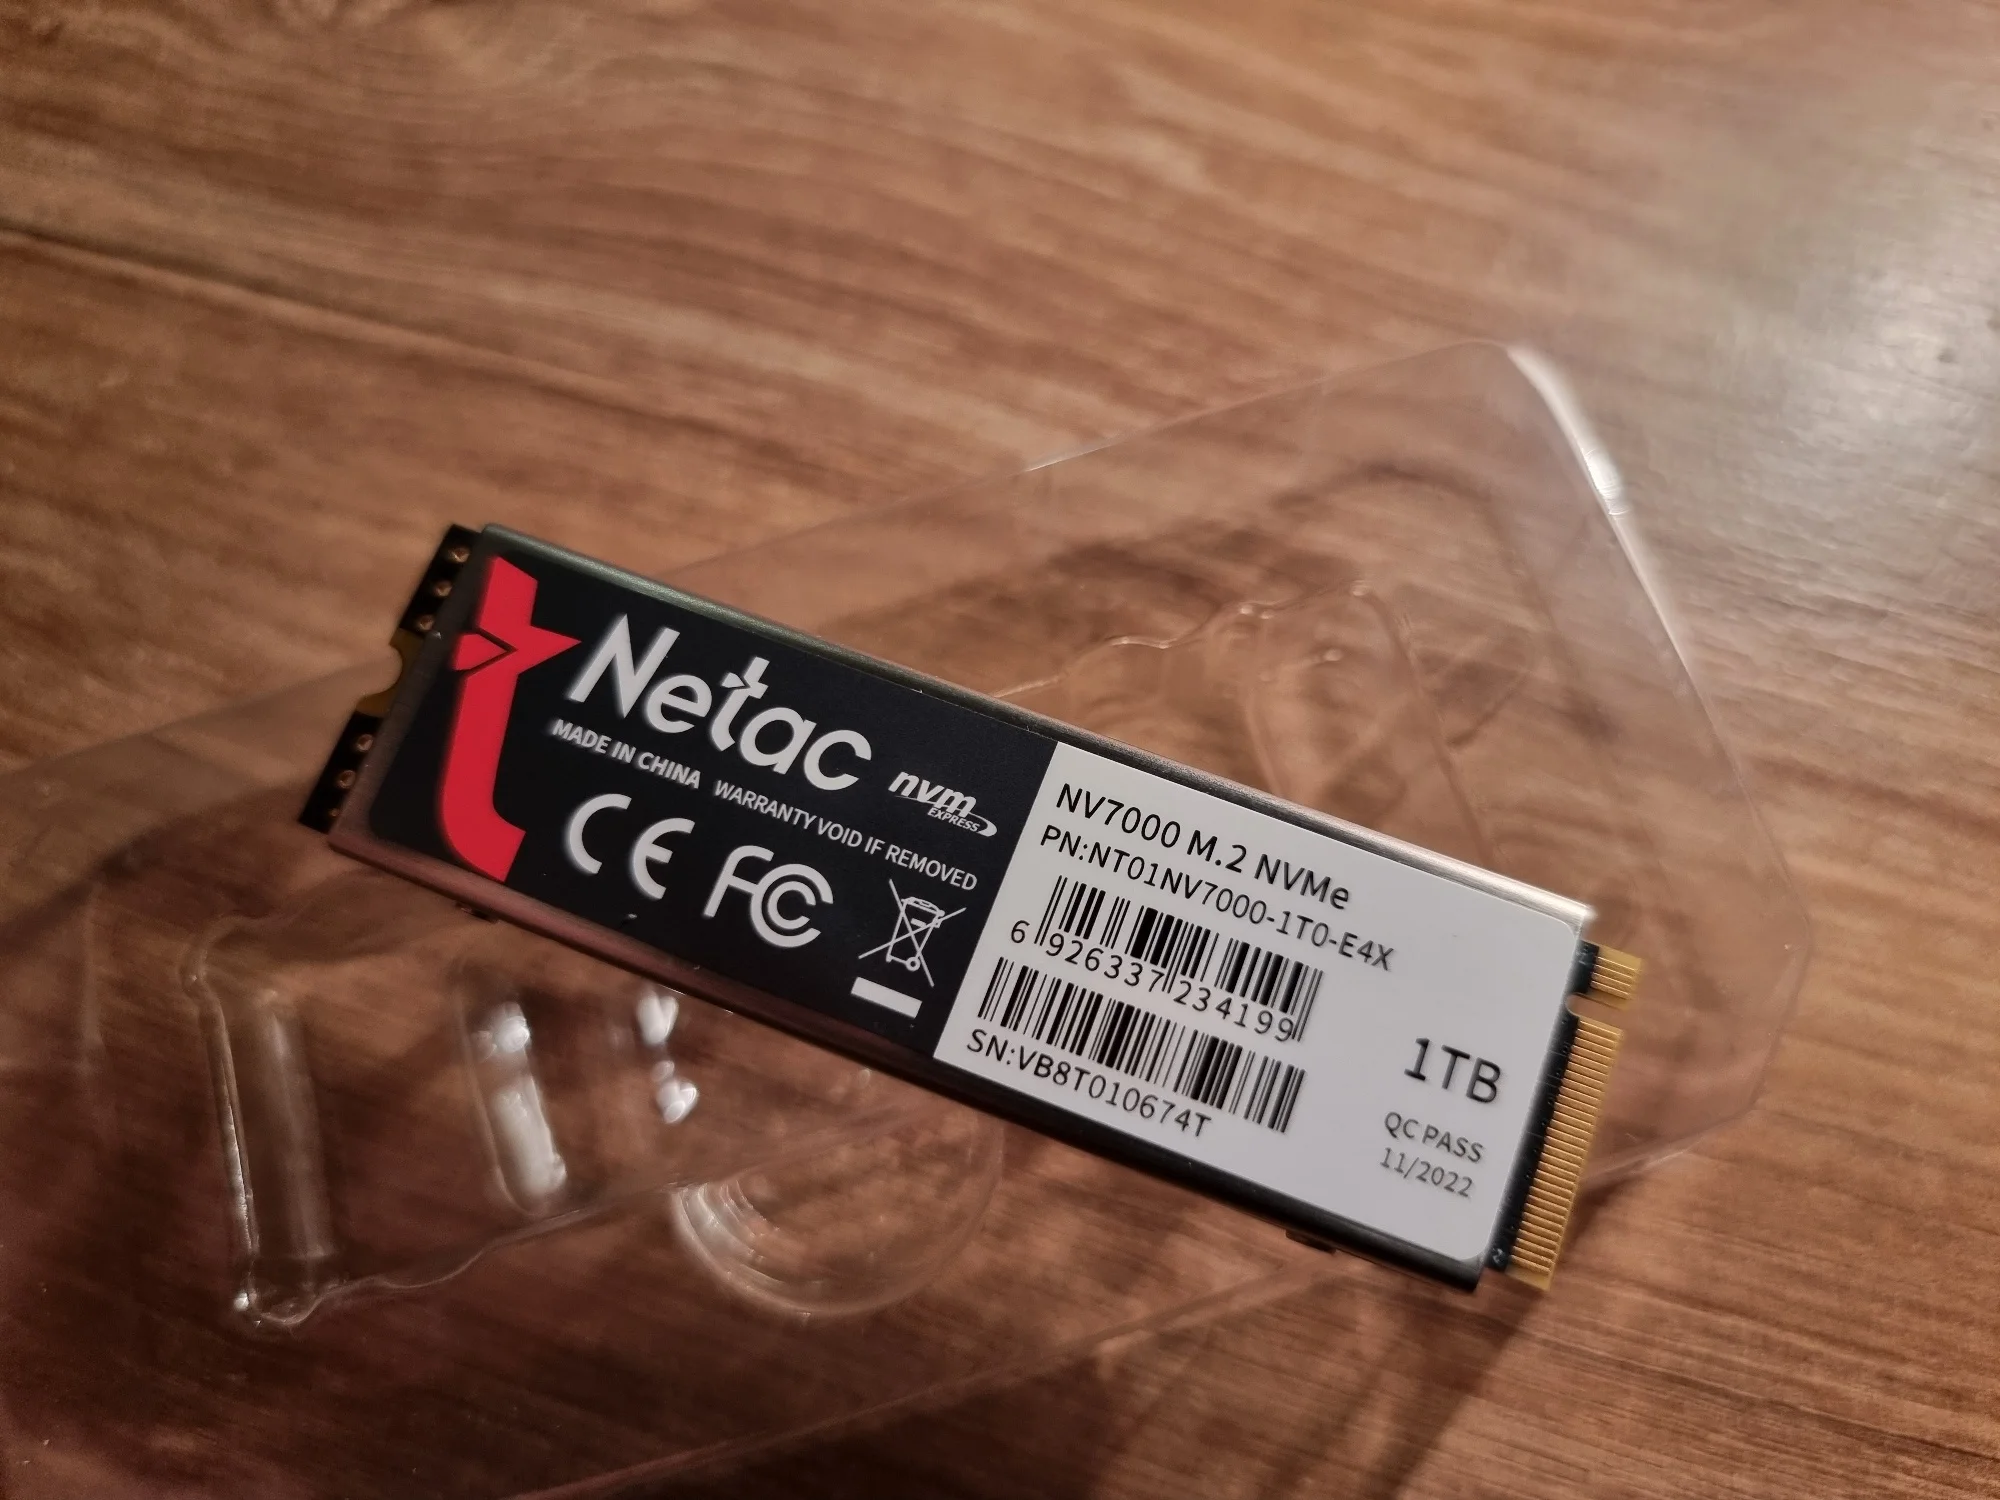 Netac
nvm
EXPRESS
MADE IN CHINA WARRANTY VOID IF REMOVED
CE FC
NV7000 M.2 NVMe
PN:NT01NV7000-1T0-E4X
6 926337 234199
SN:VB8T010674T
1TB
QC PASS
11/2022